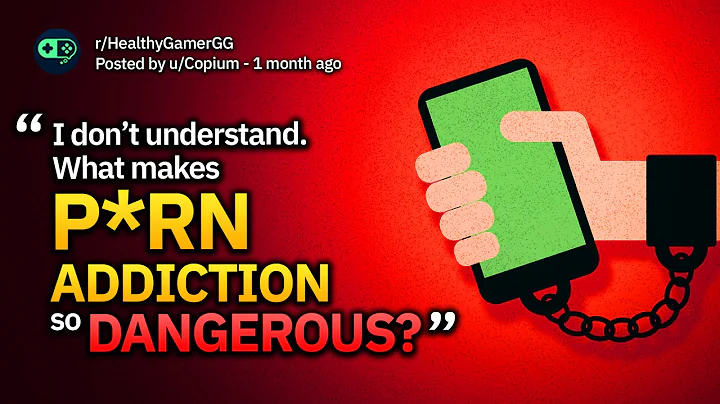 r/HealthyGamerGG
Posted by u/Copium - 1 month ago
“ I don’t understand.
What makes
P*RN
ADDICTION
SO DANGEROUS? ”